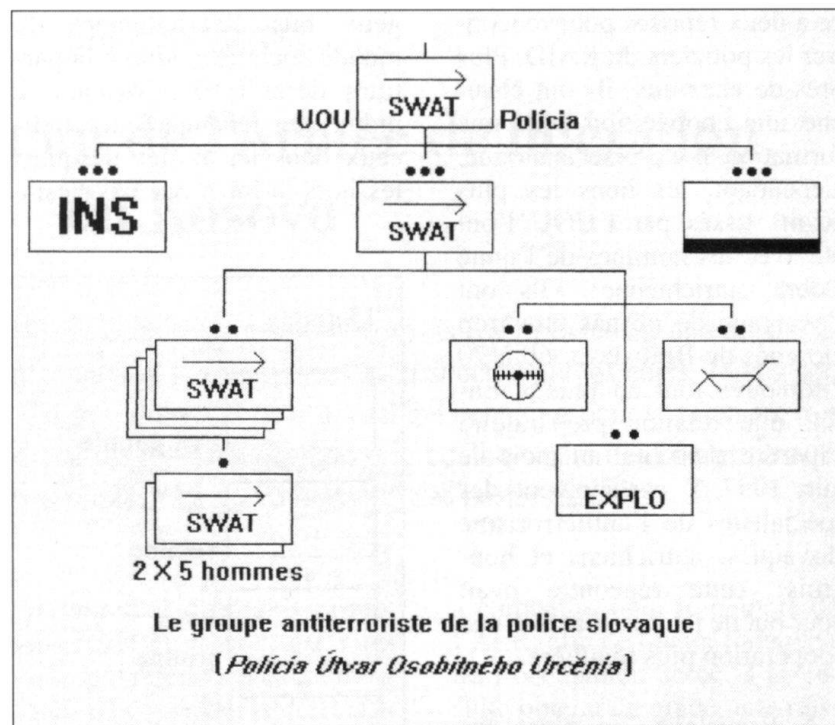 SWAT
UOU Polícia
INS
SWAT
SWAT
SWAT
EXPLO
2 X 5 hommes
Le groupe antiterroriste de la police slovaque
[Polícia Útvar Osobitného Urcênia]